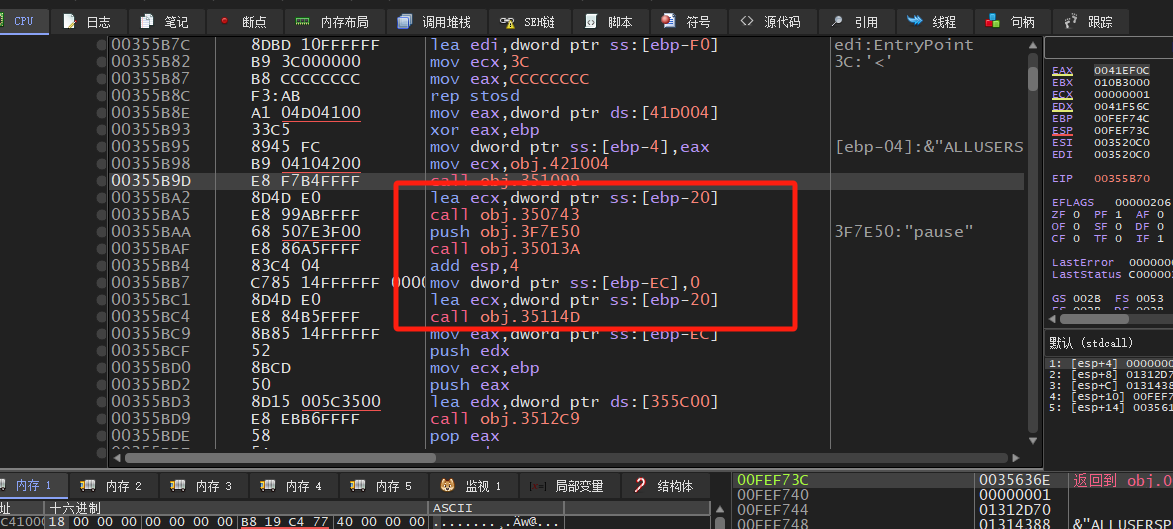 CPU 日志 笔记 断点 内存布局 调用堆栈 SEH链 脚本 符号 源代码 引用 线程 句柄 跟踪
00355B7C 8DBD 10FFFFFF lea edi,dword ptr ss:[ebp-F0] edi:EntryPoint
00355B82 B9 3C000000 mov ecx,3C 3C:'<'
00355B87 B8 CCCCCCCC mov eax,CCCCCCCC
00355B8C F3:AB rep stosd
00355B8E A1 04D04100 mov eax,dword ptr ds:[41D004]
00355B93 33C5 xor eax,ebp
00355B95 8945 FC mov dword ptr ss:[ebp-4],eax [ebp-04]:&"ALLUSERS
00355B98 B9 04104200 mov ecx,obj.421004
00355B9D E8 F7B4FFFF call obj.351099
00355BA2 8D4D E0 lea ecx,dword ptr ss:[ebp-20]
00355BA5 E8 99ABFFFF call obj.350743
00355BAA 68 507E3F00 push obj.3F7E50 3F7E50:"pause"
00355BAF E8 86A5FFFF call obj.35013A
00355BB4 83C4 04 add esp,4
00355BB7 C785 14FFFFFF 0000 mov dword ptr ss:[ebp-EC],0
00355BC1 8D4D E0 lea ecx,dword ptr ss:[ebp-20]
00355BC4 E8 84B5FFFF call obj.35114D
00355BC9 8B85 14FFFFFF mov eax,dword ptr ss:[ebp-EC]
00355BCF 52 push edx
00355BD0 8BCD mov ecx,ebp
00355BD2 50 push eax
00355BD3 8D15 005C3500 lea edx,dword ptr ds:[355C00]
00355BD9 E8 EBB6FFFF call obj.3512C9
00355BDE 58 pop eax
EAX 0041EF0C
EBX 010B3000
ECX 00000001
EDX 0041F56C
EBP 00FEF74C
ESP 00FEF73C
ESI 003520C0
EDI 003520C0
EIP 00355B70
EFLAGS 00000206
ZF 0 PF 1 AF 0
OF 0 SF 0 DF 0
CF 0 TF 0 IF 1
LastError 0000000
LastStatus C000003
GS 002B FS 0053
默认 (stdcall)
1: [esp+4] 0000000
2: [esp+8] 01312D7
3: [esp+C] 0131438
4: [esp+10] 00FEF7
5: [esp+14] 003561
内存 1 内存 2 内存 3 内存 4 内存 5 监视 1 局部变量 结构体
址 十六进制 ASCII
C41000 18 00 00 00 00 00 00 00 B8 19 C4 77 40 00 00 00 ........¸.Äw@...
00FEF73C 0035636E 返回到 obj.0
00FEF740 00000001
00FEF744 01312D70
00FEF748 01314388 &"ALLUSERSP